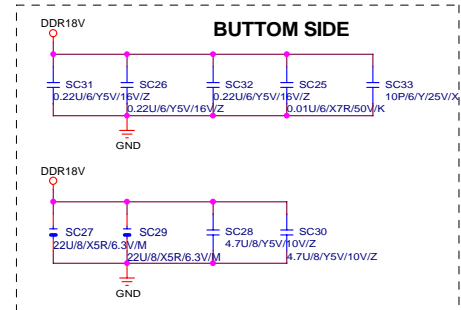 DDR18V
BUTTOM SIDE
SC31
0.22U/6/Y5V/16V/Z
SC26
0.22U/6/Y5V/16V/Z
SC32
0.22U/6/Y5V/16V/Z
SC25
0.01U/6/X7R/50V/K
SC33
10P/6/Y/25V/X
GND
DDR18V
SC27
22U/8/X5R/6.3V/M
SC29
22U/8/X5R/6.3V/M
SC28
4.7U/8/Y5V/10V/Z
SC30
4.7U/8/Y5V/10V/Z
GND